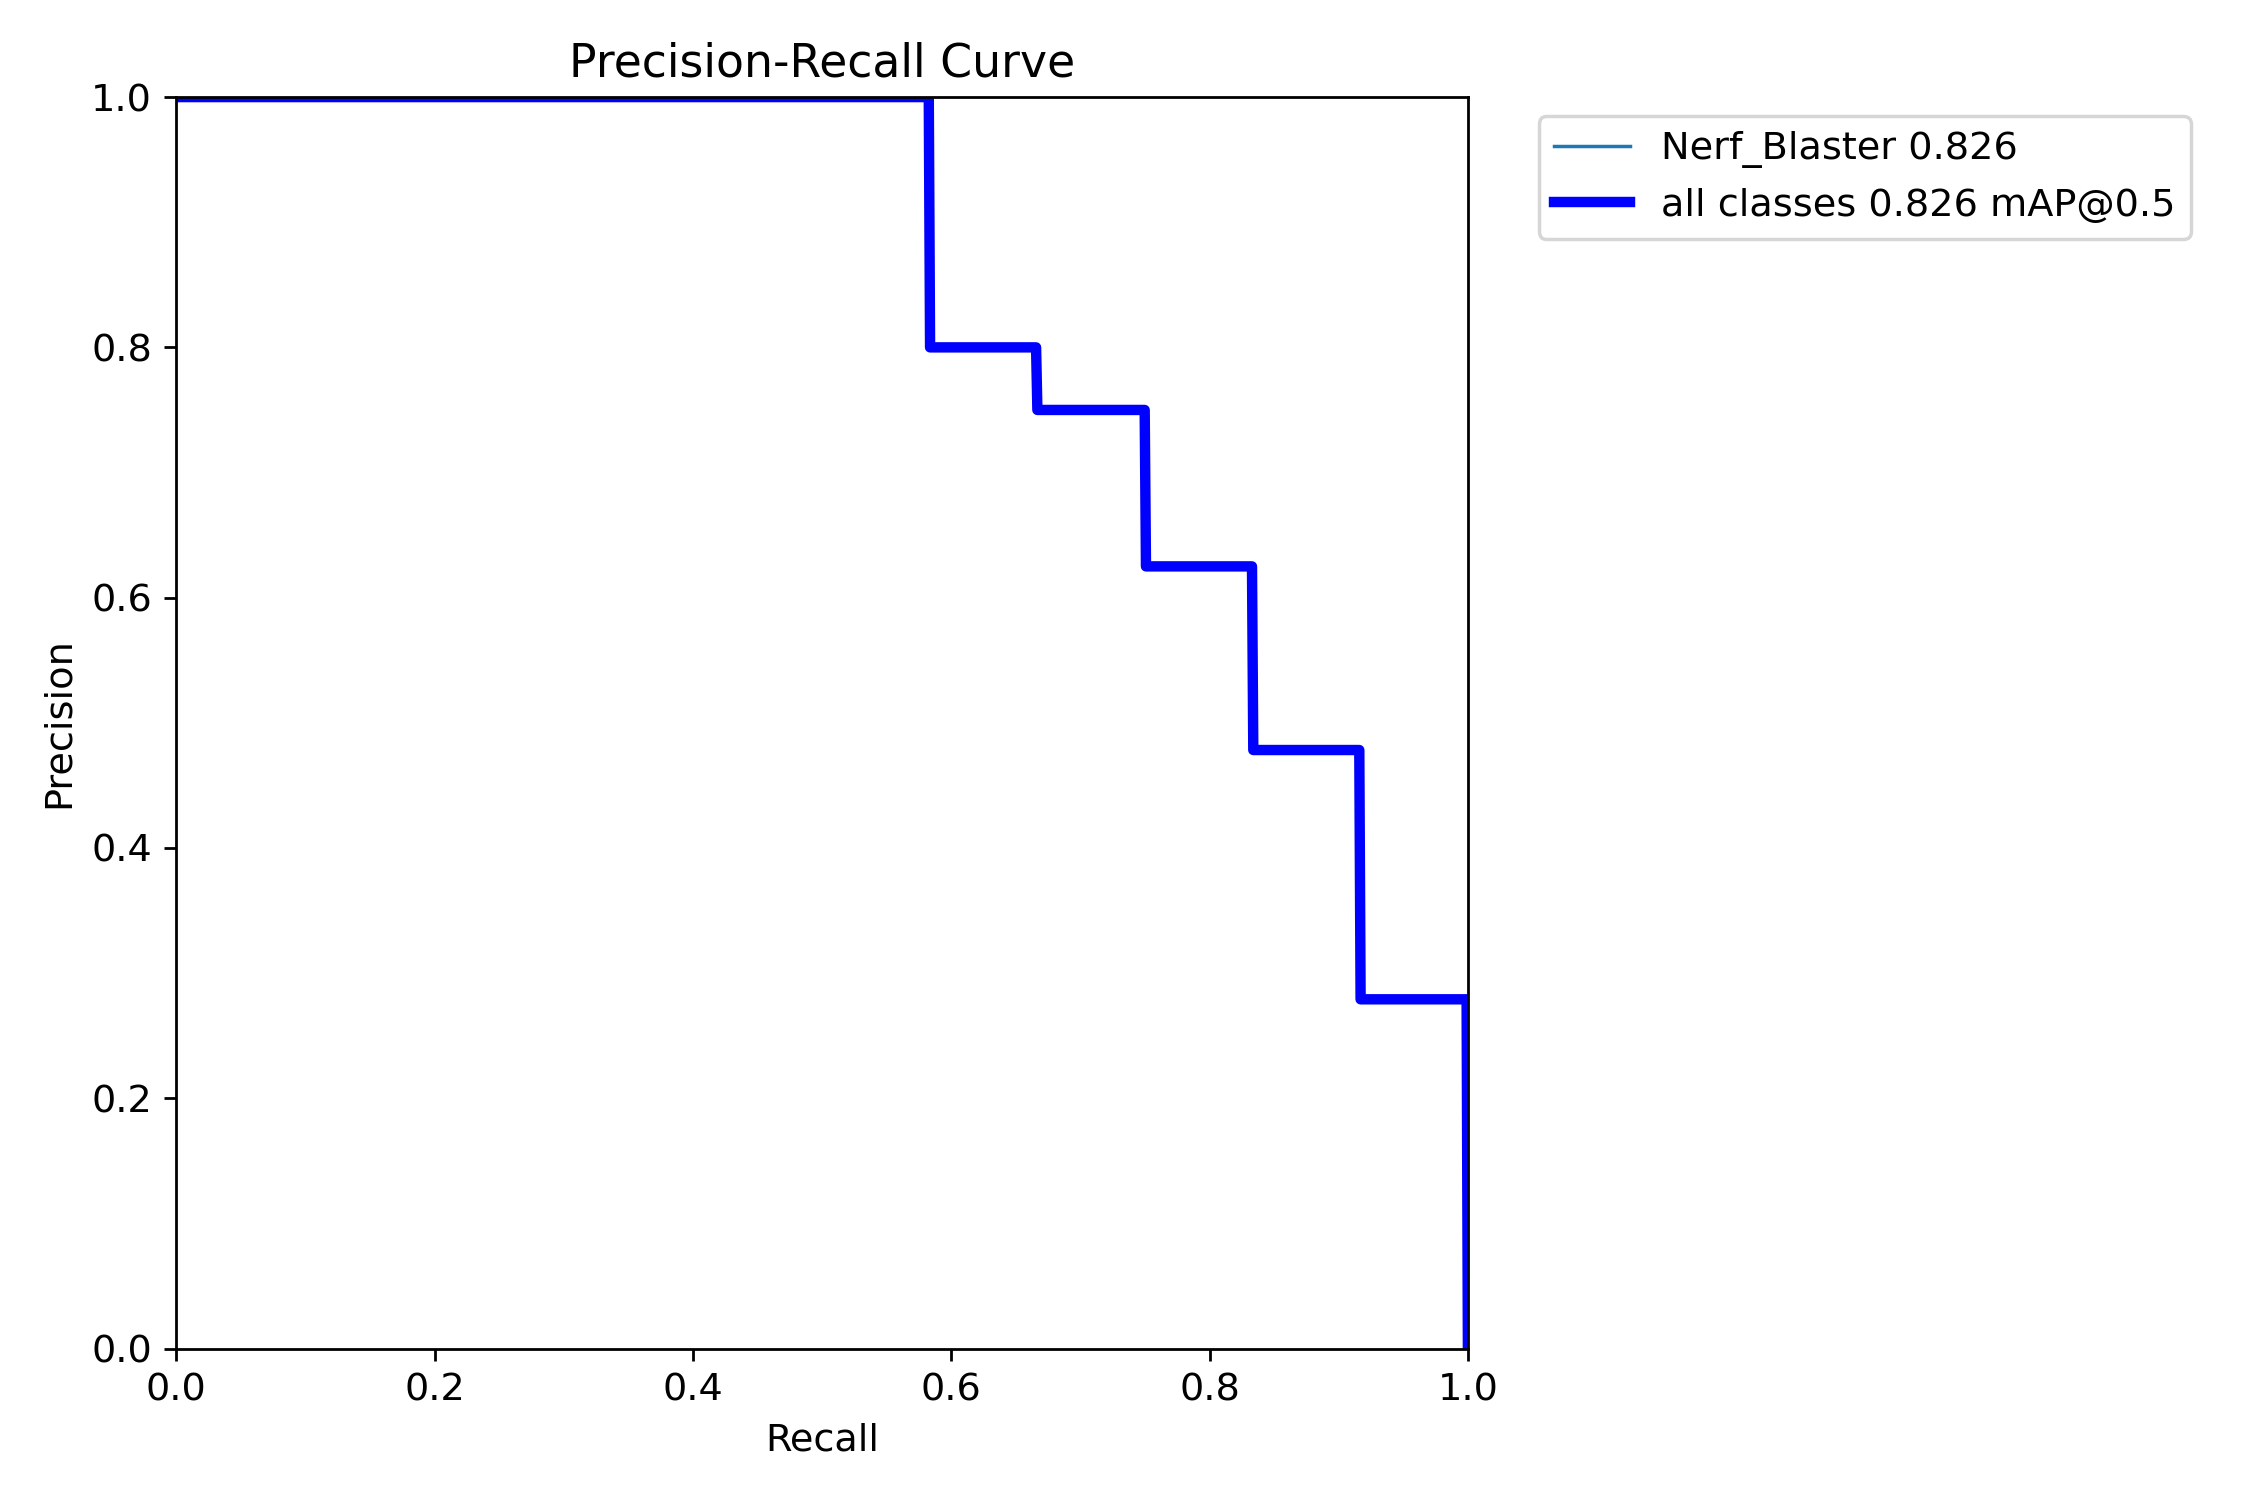 Precision-Recall Curve
1.0
0.8
0.6
0.4
0.2
0.0
Precision
0.0 0.2 0.4 0.6 0.8 1.0
Recall
Nerf_Blaster 0.826
all classes 0.826 mAP@0.5